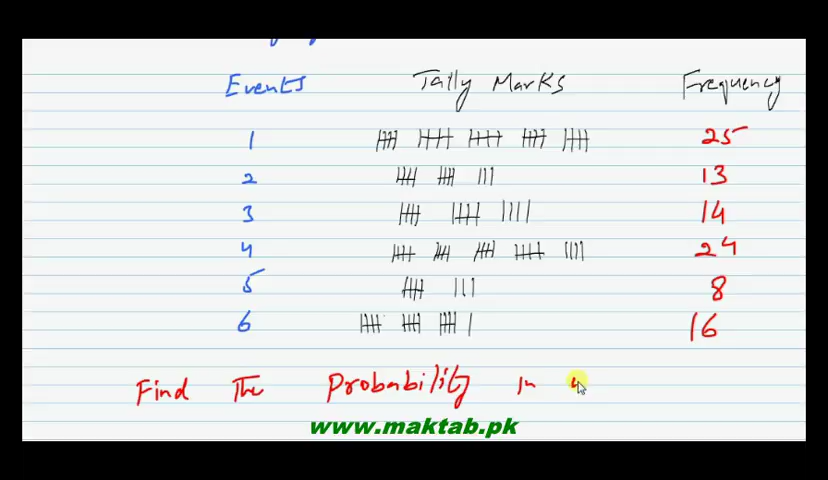 Events Tally Marks Frequency
1 25
2 13
3 14
4 24
5 8
6 16
Find The Probability in
www.maktab.pk